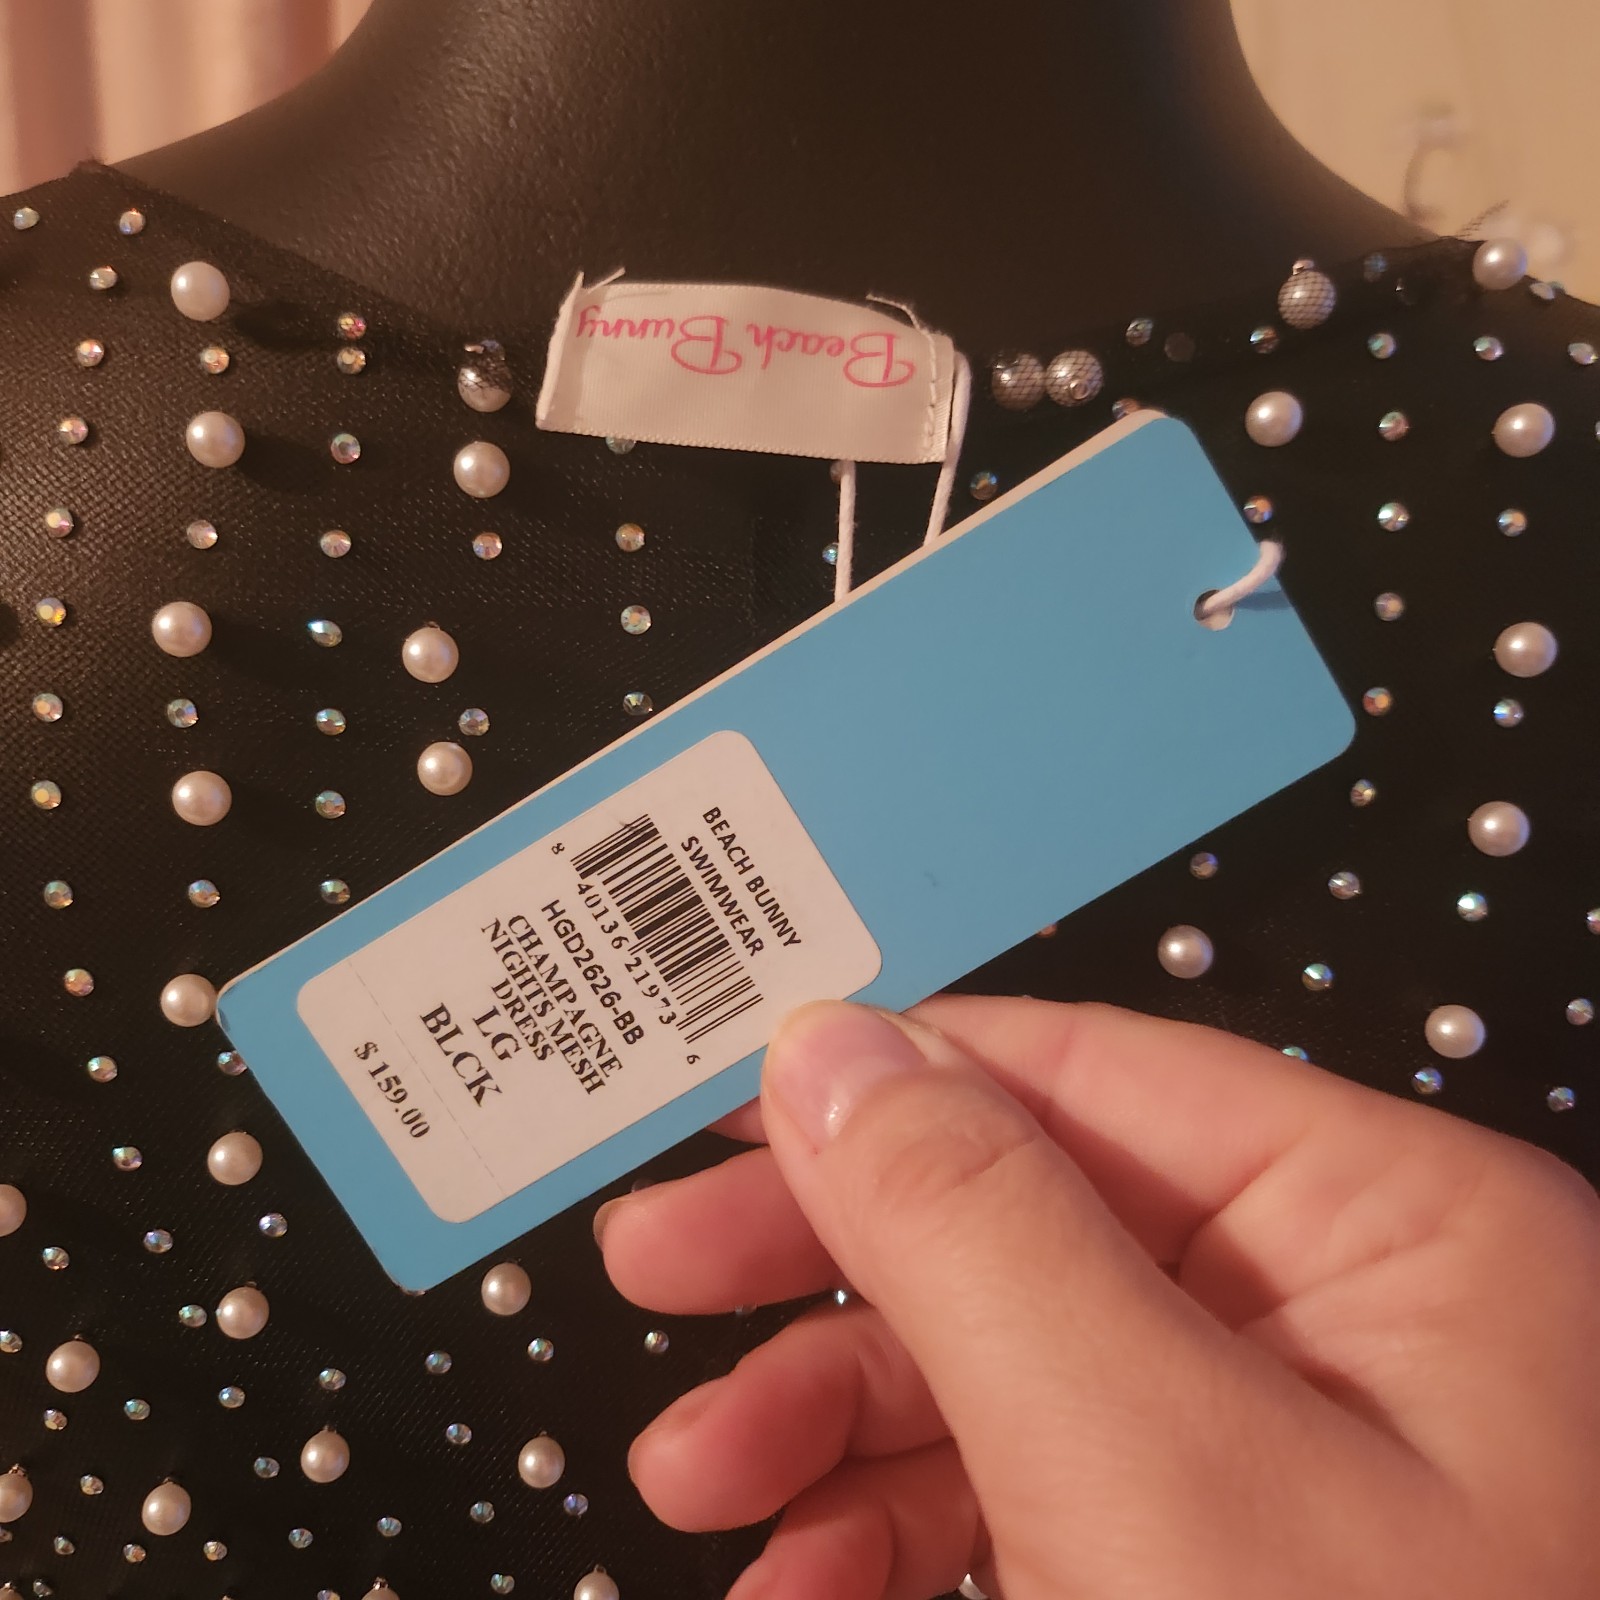 Beach Bunny
BEACH BUNNY
SWIMWEAR
8 40136 21973 6
HGD2626-BB
CHAMPAGNE
NIGHTS MESH
DRESS
LG
BLCK
$ 159.00